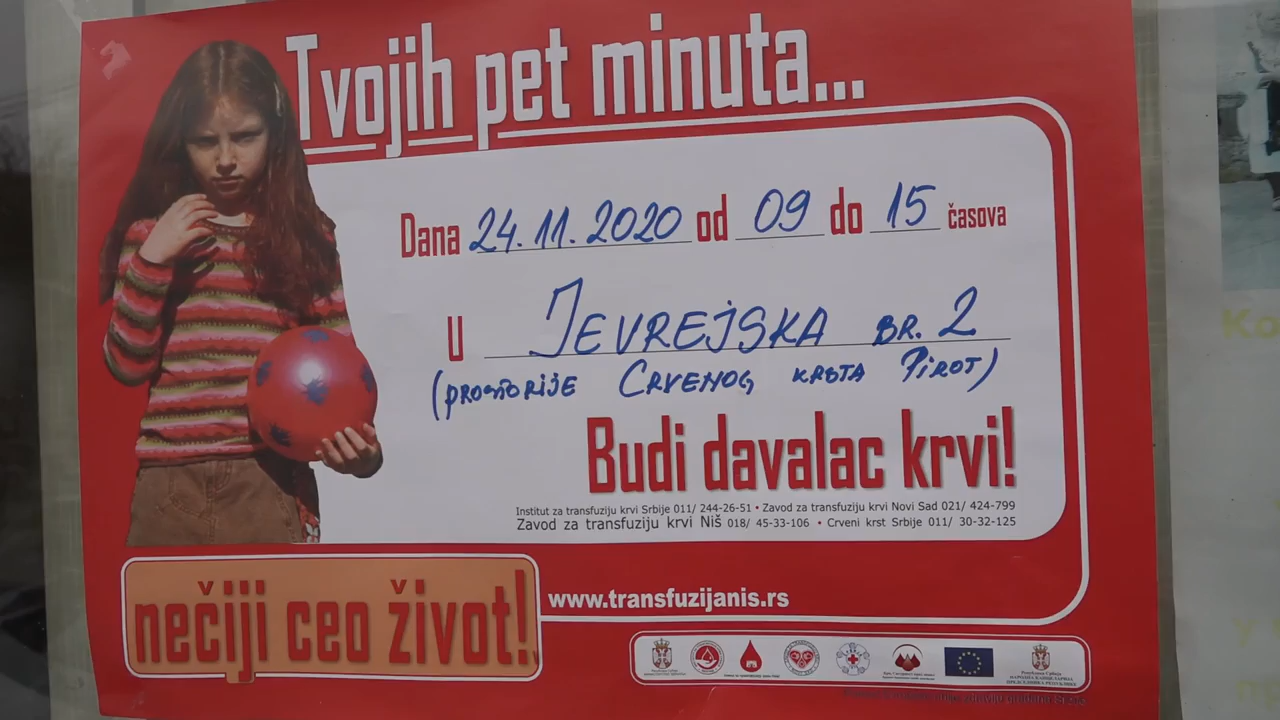 Tvojih pet minuta...
Dana 24.11.2020 od 09 do 15 časova
U JEVREJSKA BR. 2
(PROSTORIJE CRVENOG KRSTA PIROT)
Budi davalac krvi!
Institut za transfuziju krvi Srbije 011/ 244-26-51 • Zavod za transfuziju krvi Novi Sad 021/ 424-799
Zavod za transfuziju krvi Niš 018/ 45-33-106 • Crveni krst Srbije 011/ 30-32-125
nečiji ceo život!
www.transfuzijanis.rs